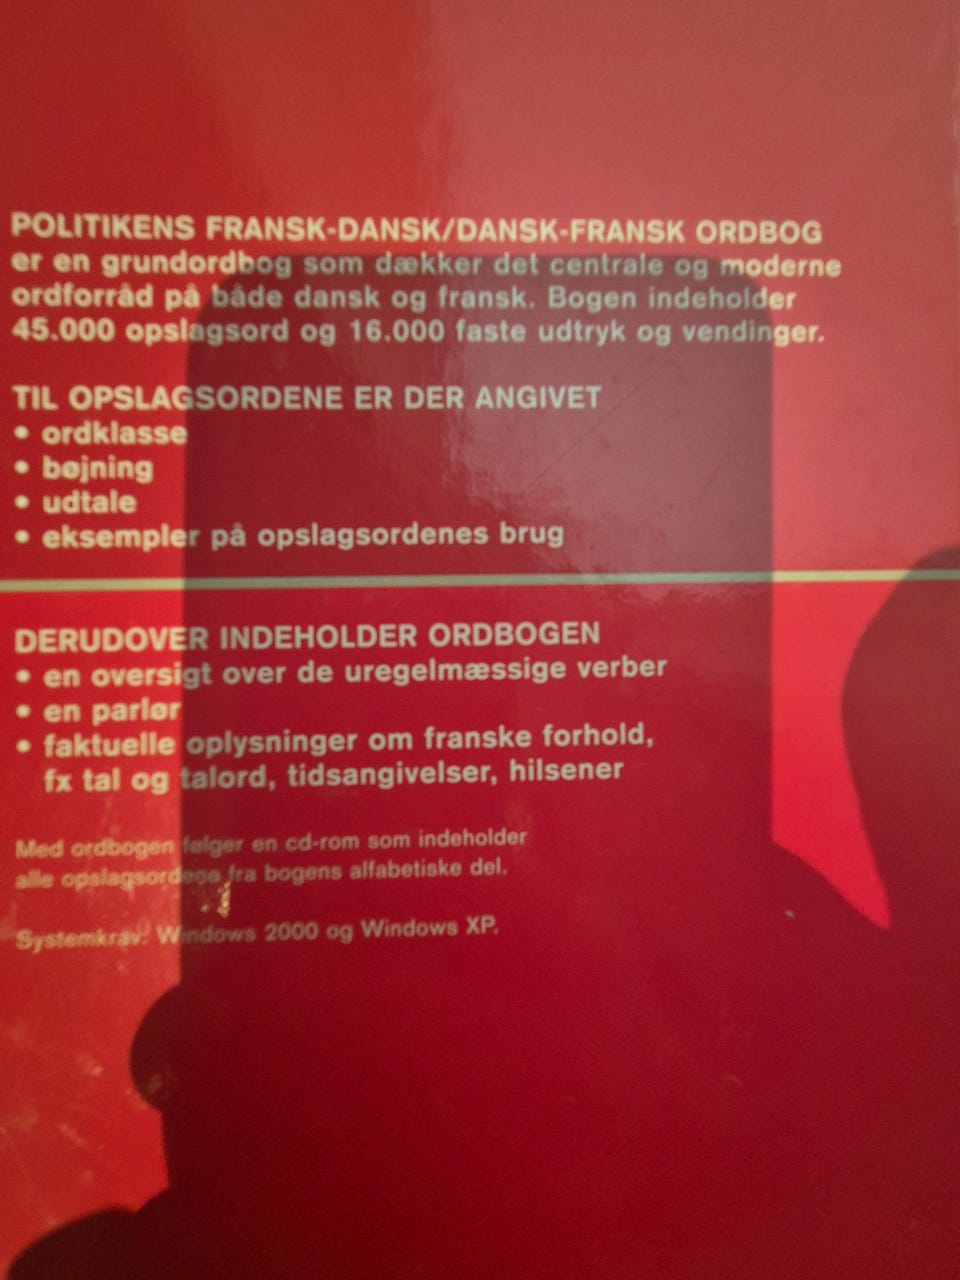 POLITIKENS FRANSK-DANSK/DANSK-FRANSK ORDBOG
er en grundordbog som dækker det centrale og moderne
ordforråd på både dansk og fransk. Bogen indeholder
45.000 opslagsord og 16.000 faste udtryk og vendinger.
TIL OPSLAGSORDENE ER DER ANGIVET
• ordklasse
• bøjning
• udtale
• eksempler på opslagsordenes brug
DERUDOVER INDEHOLDER ORDBOGEN
• en oversigt over de uregelmæssige verber
• en parlør
• faktuelle oplysninger om franske forhold,
fx tal og talord, tidsangivelser, hilsener
Med ordbogen følger en cd-rom som indeholder
alle opslagsordene fra bogens alfabetiske del.
Systemkrav: Windows 2000 og Windows XP.